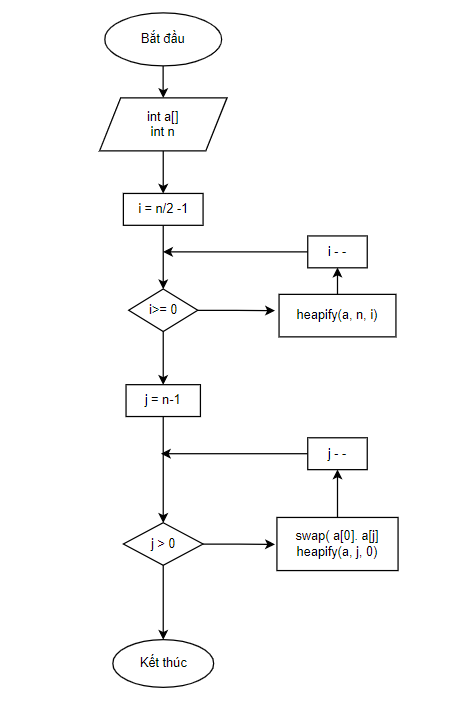 Bắt đầu
int a[]
int n
i = n/2 -1
i - -
i>= 0
heapify(a, n, i)
j = n-1
j - -
j > 0
swap( a[0]. a[j]
heapify(a, j, 0)
Kết thúc